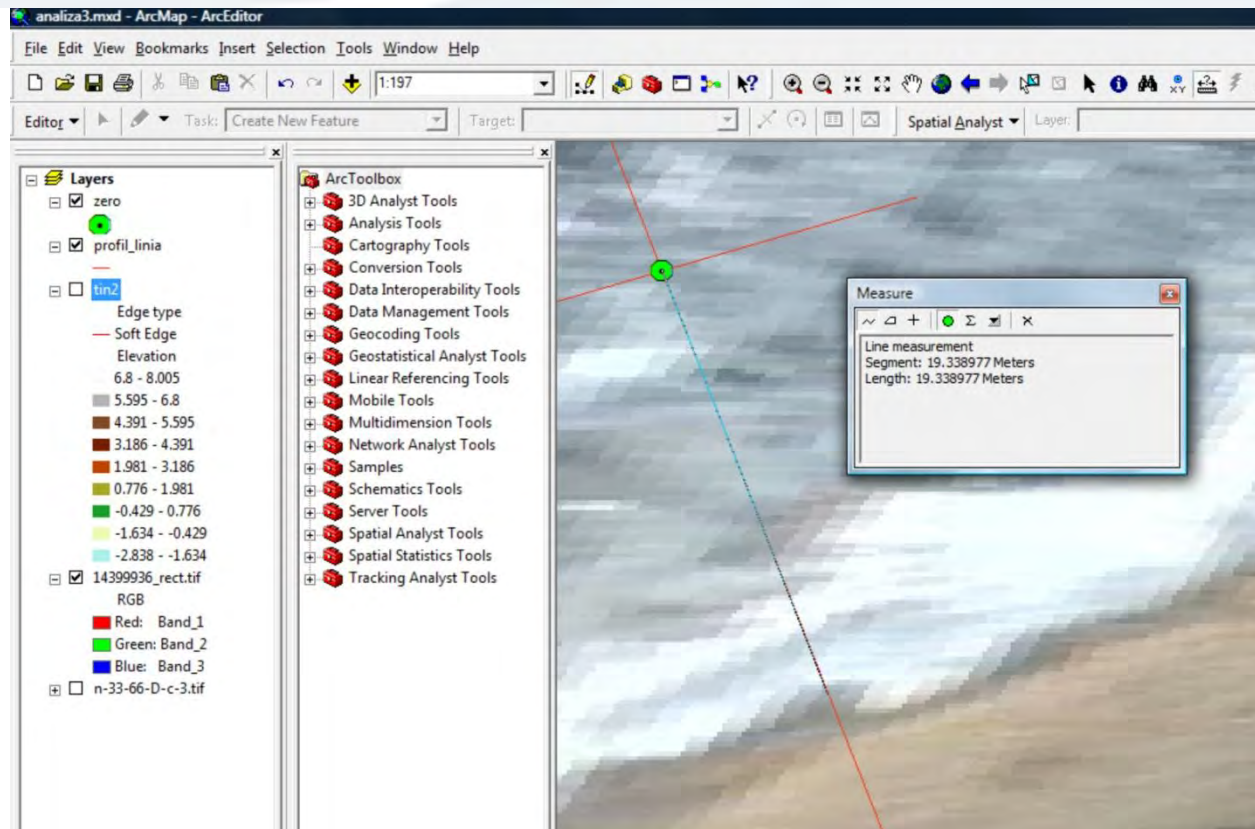 analiza3.mxd - ArcMap - ArcEditor
File Edit View Bookmarks Insert Selection Tools Window Help
1:197
Editor Task: Create New Feature Target: Spatial Analyst Layer:
Layers
zero
profil_linia
tin2
Edge type
Soft Edge
Elevation
6.8 - 8.005
5.595 - 6.8
4.391 - 5.595
3.186 - 4.391
1.981 - 3.186
0.776 - 1.981
-0.429 - 0.776
-1.634 - -0.429
-2.838 - -1.634
14399936_rect.tif
RGB
Red: Band_1
Green: Band_2
Blue: Band_3
n-33-66-D-c-3.tif
ArcToolbox
3D Analyst Tools
Analysis Tools
Cartography Tools
Conversion Tools
Data Interoperability Tools
Data Management Tools
Geocoding Tools
Geostatistical Analyst Tools
Linear Referencing Tools
Mobile Tools
Multidimension Tools
Network Analyst Tools
Samples
Schematics Tools
Server Tools
Spatial Analyst Tools
Spatial Statistics Tools
Tracking Analyst Tools
Measure
Line measurement
Segment: 19.338977 Meters
Length: 19.338977 Meters